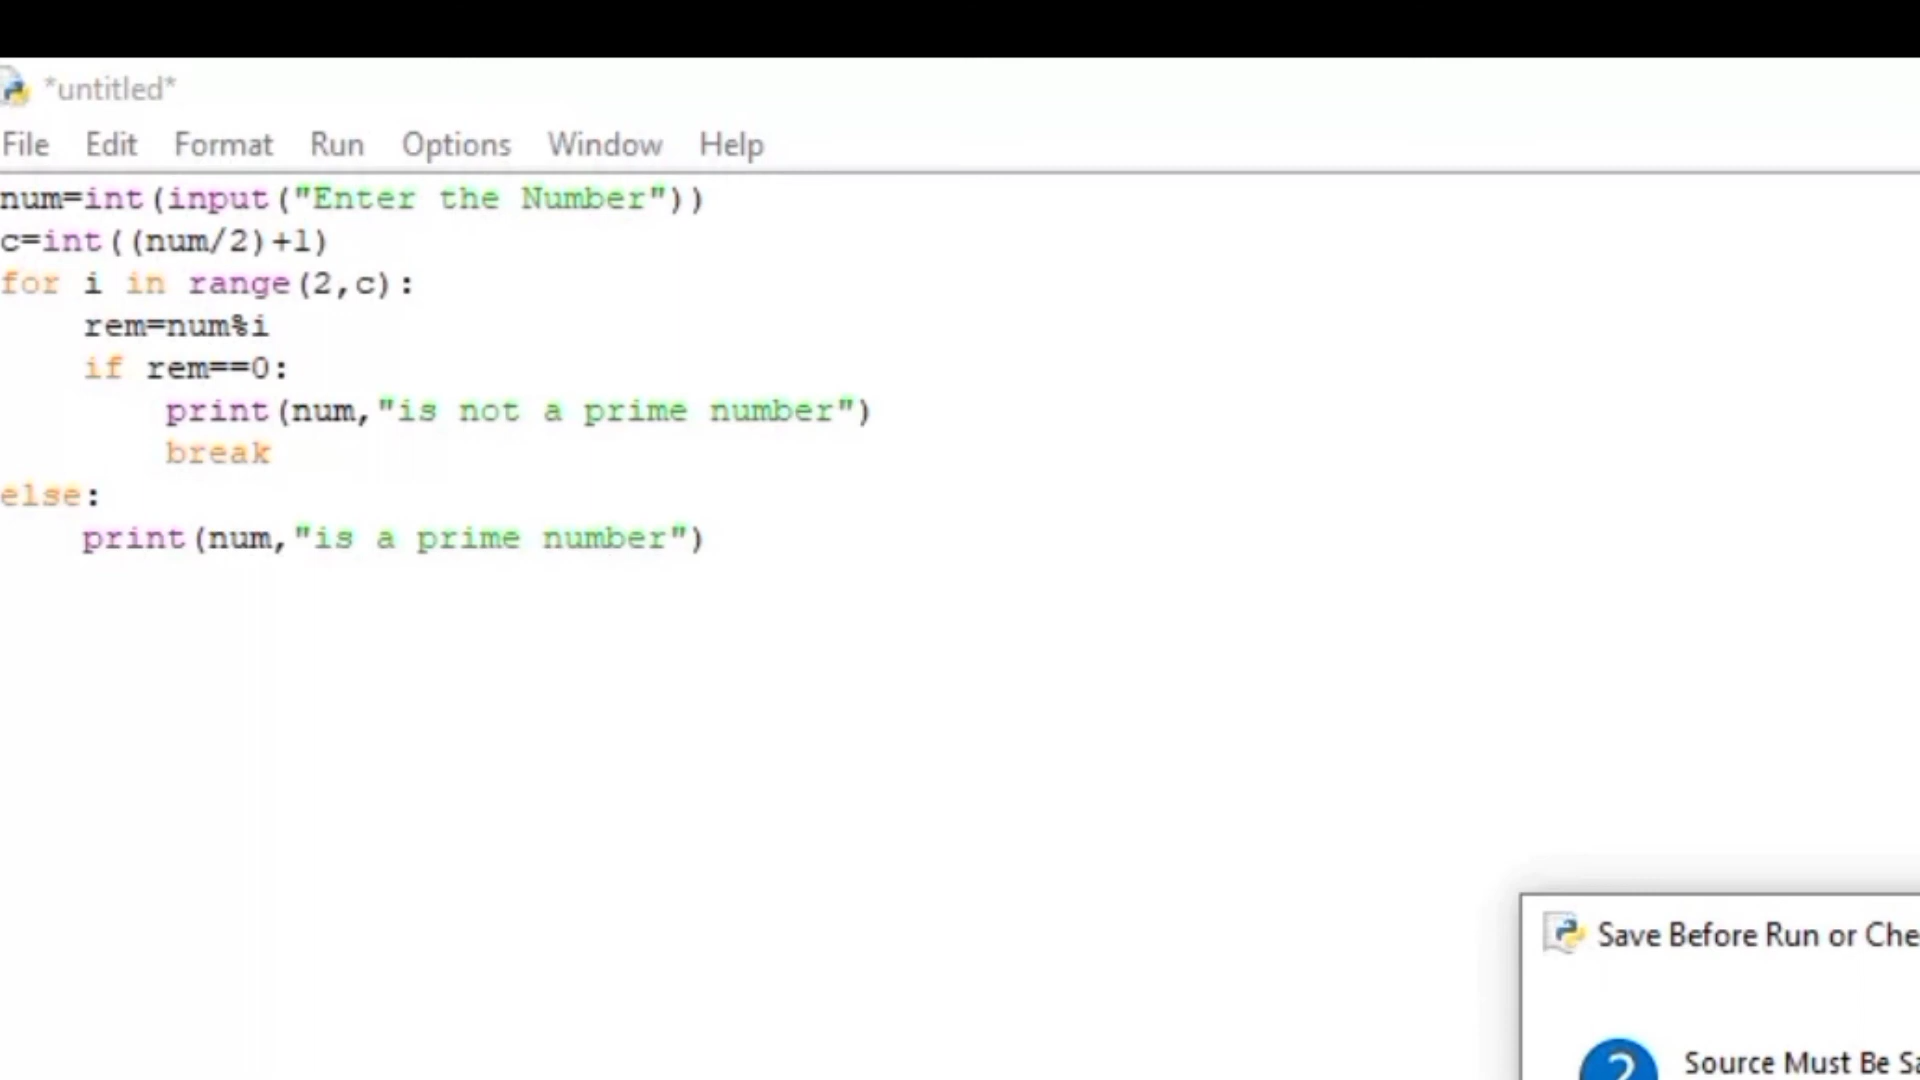 *untitled*
File Edit Format Run Options Window Help
num=int(input("Enter the Number"))
c=int((num/2)+1)
for i in range(2,c):
    rem=num%i
    if rem==0:
        print(num,"is not a prime number")
        break
else:
    print(num,"is a prime number")
Save Before Run or Che
Source Must Be Sa